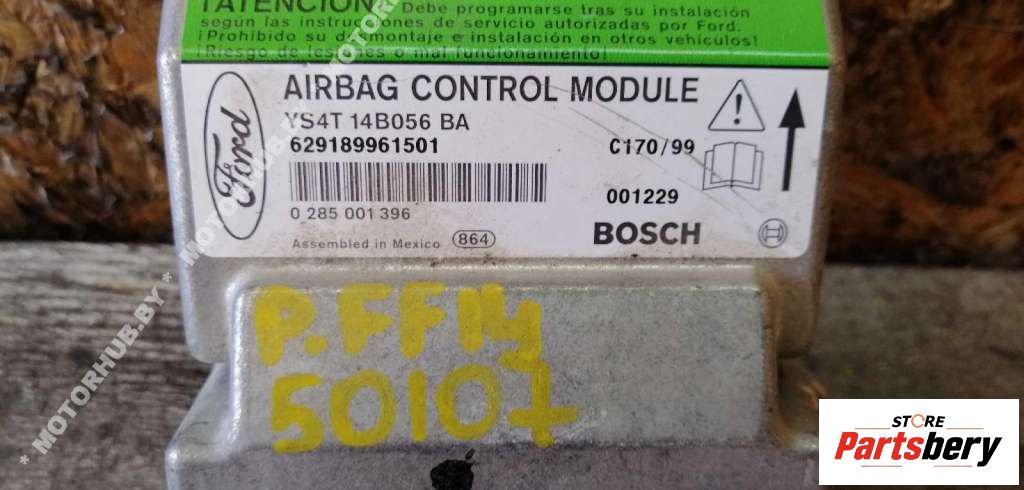 ¡ATENCIÓN! Debe programarse tras su instalación
según las instrucciones de servicio autorizadas por Ford.
¡Prohibido su desmontaje e instalación en otros vehículos!
¡Riesgo de lesiones o mal funcionamiento!
Ford
AIRBAG CONTROL MODULE
YS4T 14B056 BA
629189961501
C170/99
0 285 001 396
001229
Assembled in Mexico
864
BOSCH
P.FF14
50107
* MOTORHUB.BY * MOTORHUB
STORE
Partsbery